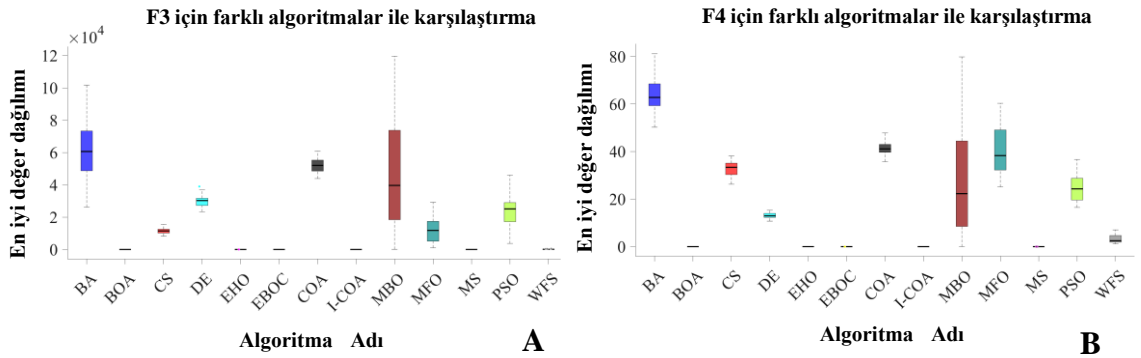 F3 için farklı algoritmalar ile karşılaştırma
×10⁴
En iyi değer dağılımı
12
10
8
6
4
2
0
BA BOA CS DE EHO EBOC COA I-COA MBO MFO MS PSO WFS
Algoritma Adı
A
F4 için farklı algoritmalar ile karşılaştırma
En iyi değer dağılımı
80
60
40
20
0
BA BOA CS DE EHO EBOC COA I-COA MBO MFO MS PSO WFS
Algoritma Adı
B